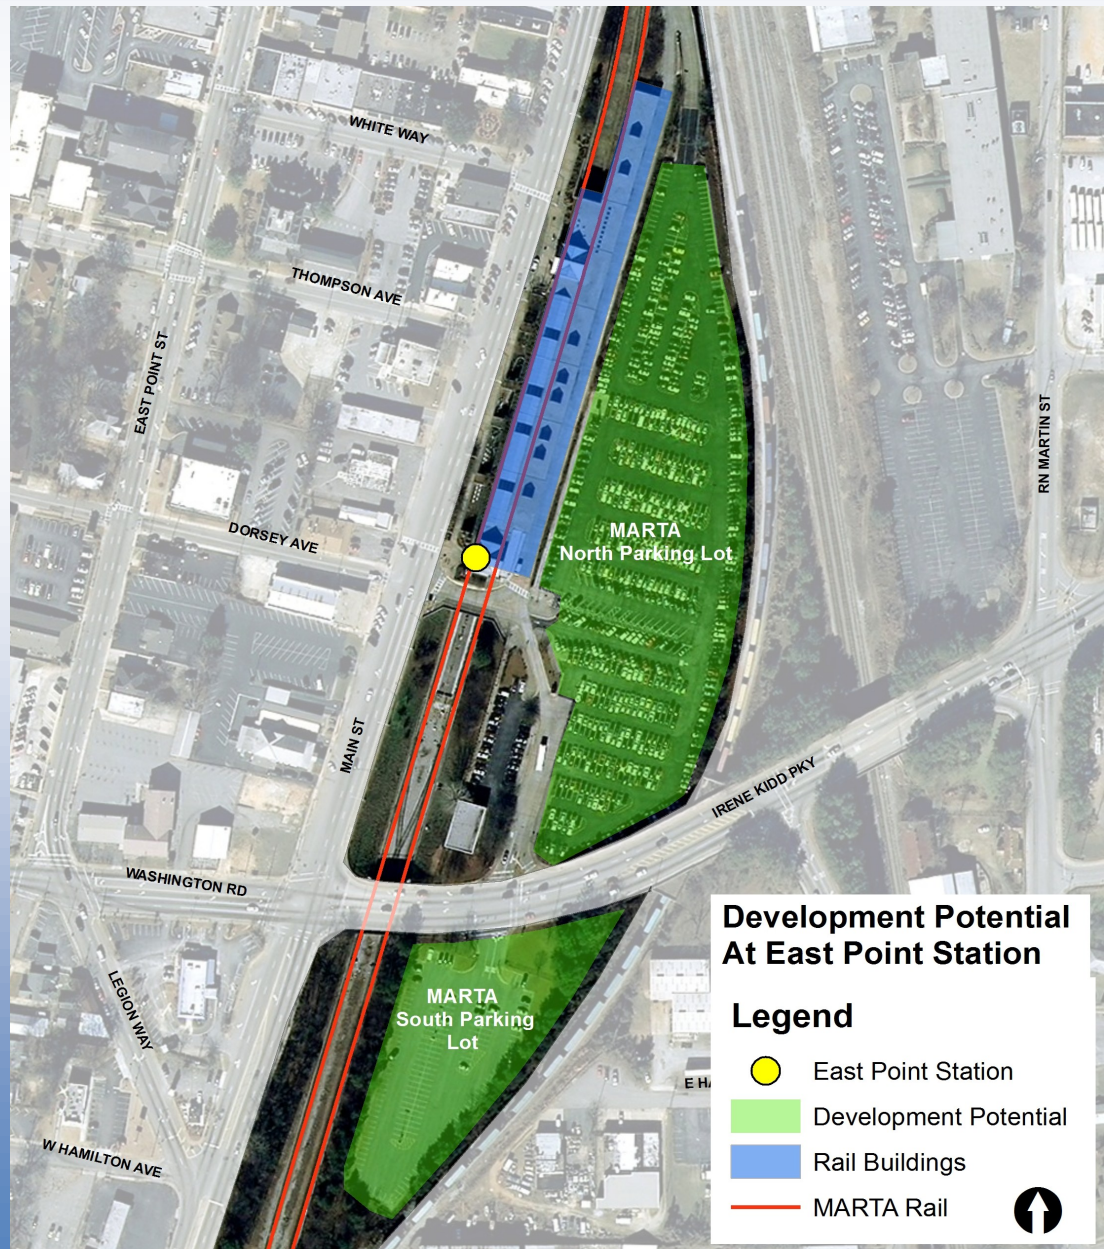 WHITE WAY
THOMPSON AVE
EAST POINT ST
RN MARTIN ST
DORSEY AVE
MARTA
North Parking Lot
MAIN ST
IRENE KIDD PKY
WASHINGTON RD
LEGION WAY
MARTA
South Parking
Lot
E HA
W HAMILTON AVE
Development Potential
At East Point Station
Legend
East Point Station
Development Potential
Rail Buildings
MARTA Rail